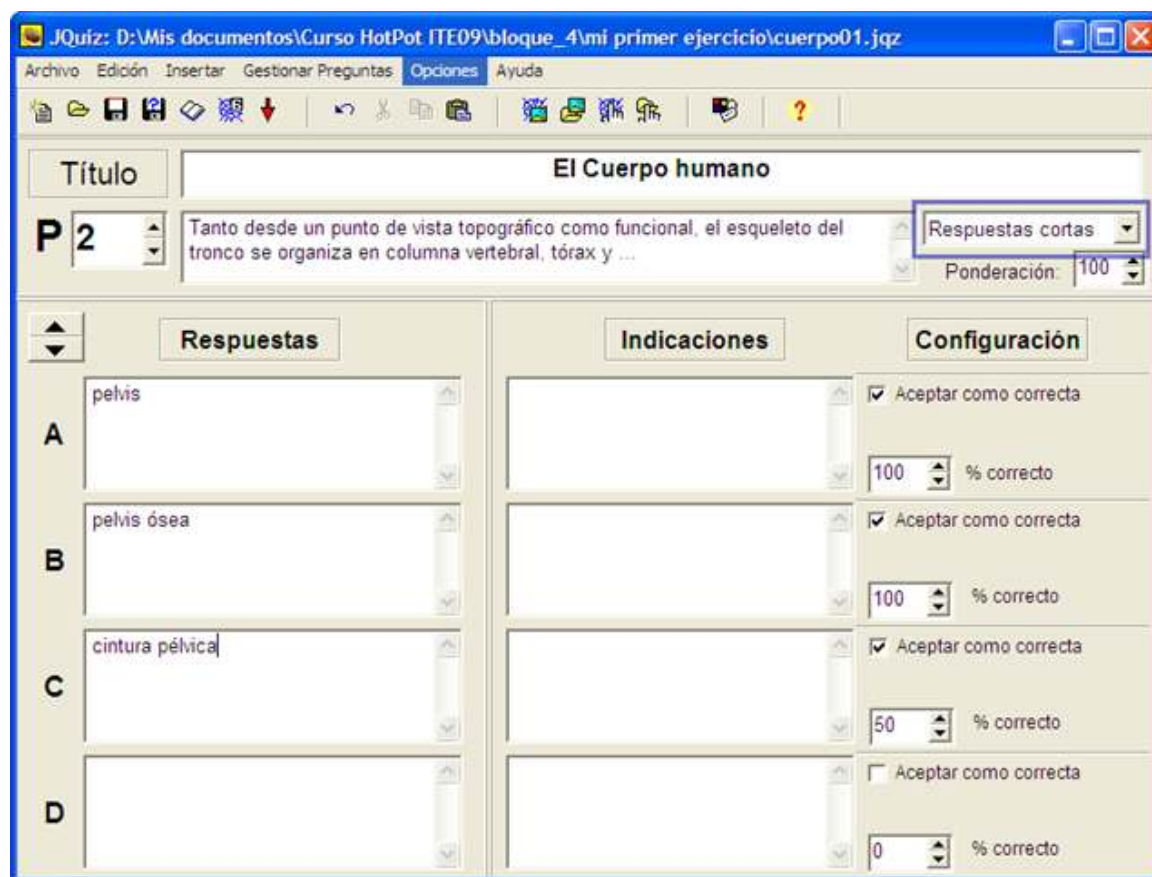 JQuiz: D:\Mis documentos\Curso HotPot ITE09\bloque_4\mi primer ejercicio\cuerpo01.jqz
Archivo Edición Insertar Gestionar Preguntas Opciones Ayuda
Título
El Cuerpo humano
P 2
Tanto desde un punto de vista topográfico como funcional, el esqueleto del
tronco se organiza en columna vertebral, tórax y ...
Respuestas cortas
Ponderación: 100
Respuestas Indicaciones Configuración
A
pelvis
Aceptar como correcta
100 % correcto
B
pelvis ósea
Aceptar como correcta
100 % correcto
C
cintura pélvica
Aceptar como correcta
50 % correcto
D
Aceptar como correcta
0 % correcto